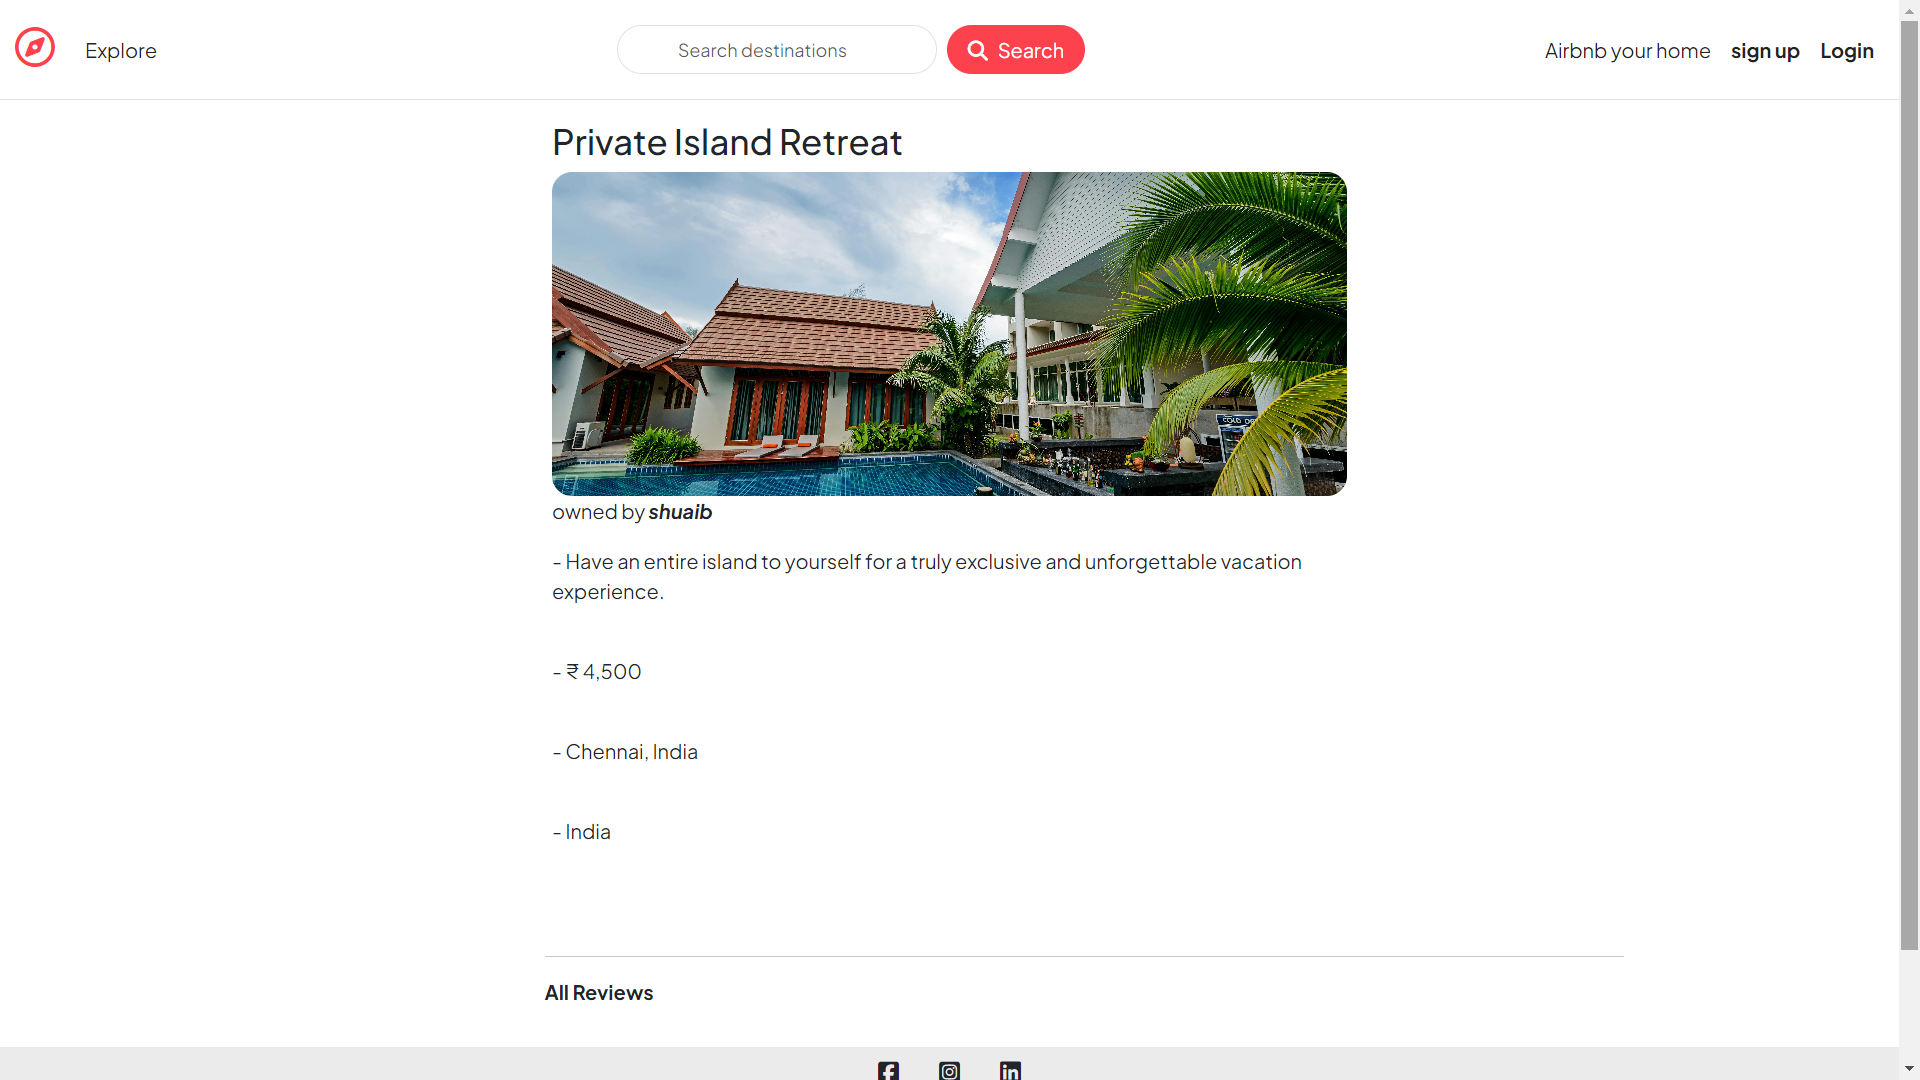 Explore
Search destinations
Search
Airbnb your home
sign up
Login
Private Island Retreat
COLD
owned by shuaib
- Have an entire island to yourself for a truly exclusive and unforgettable vacation
experience.
- ₹ 4,500
- Chennai, India
- India
All Reviews